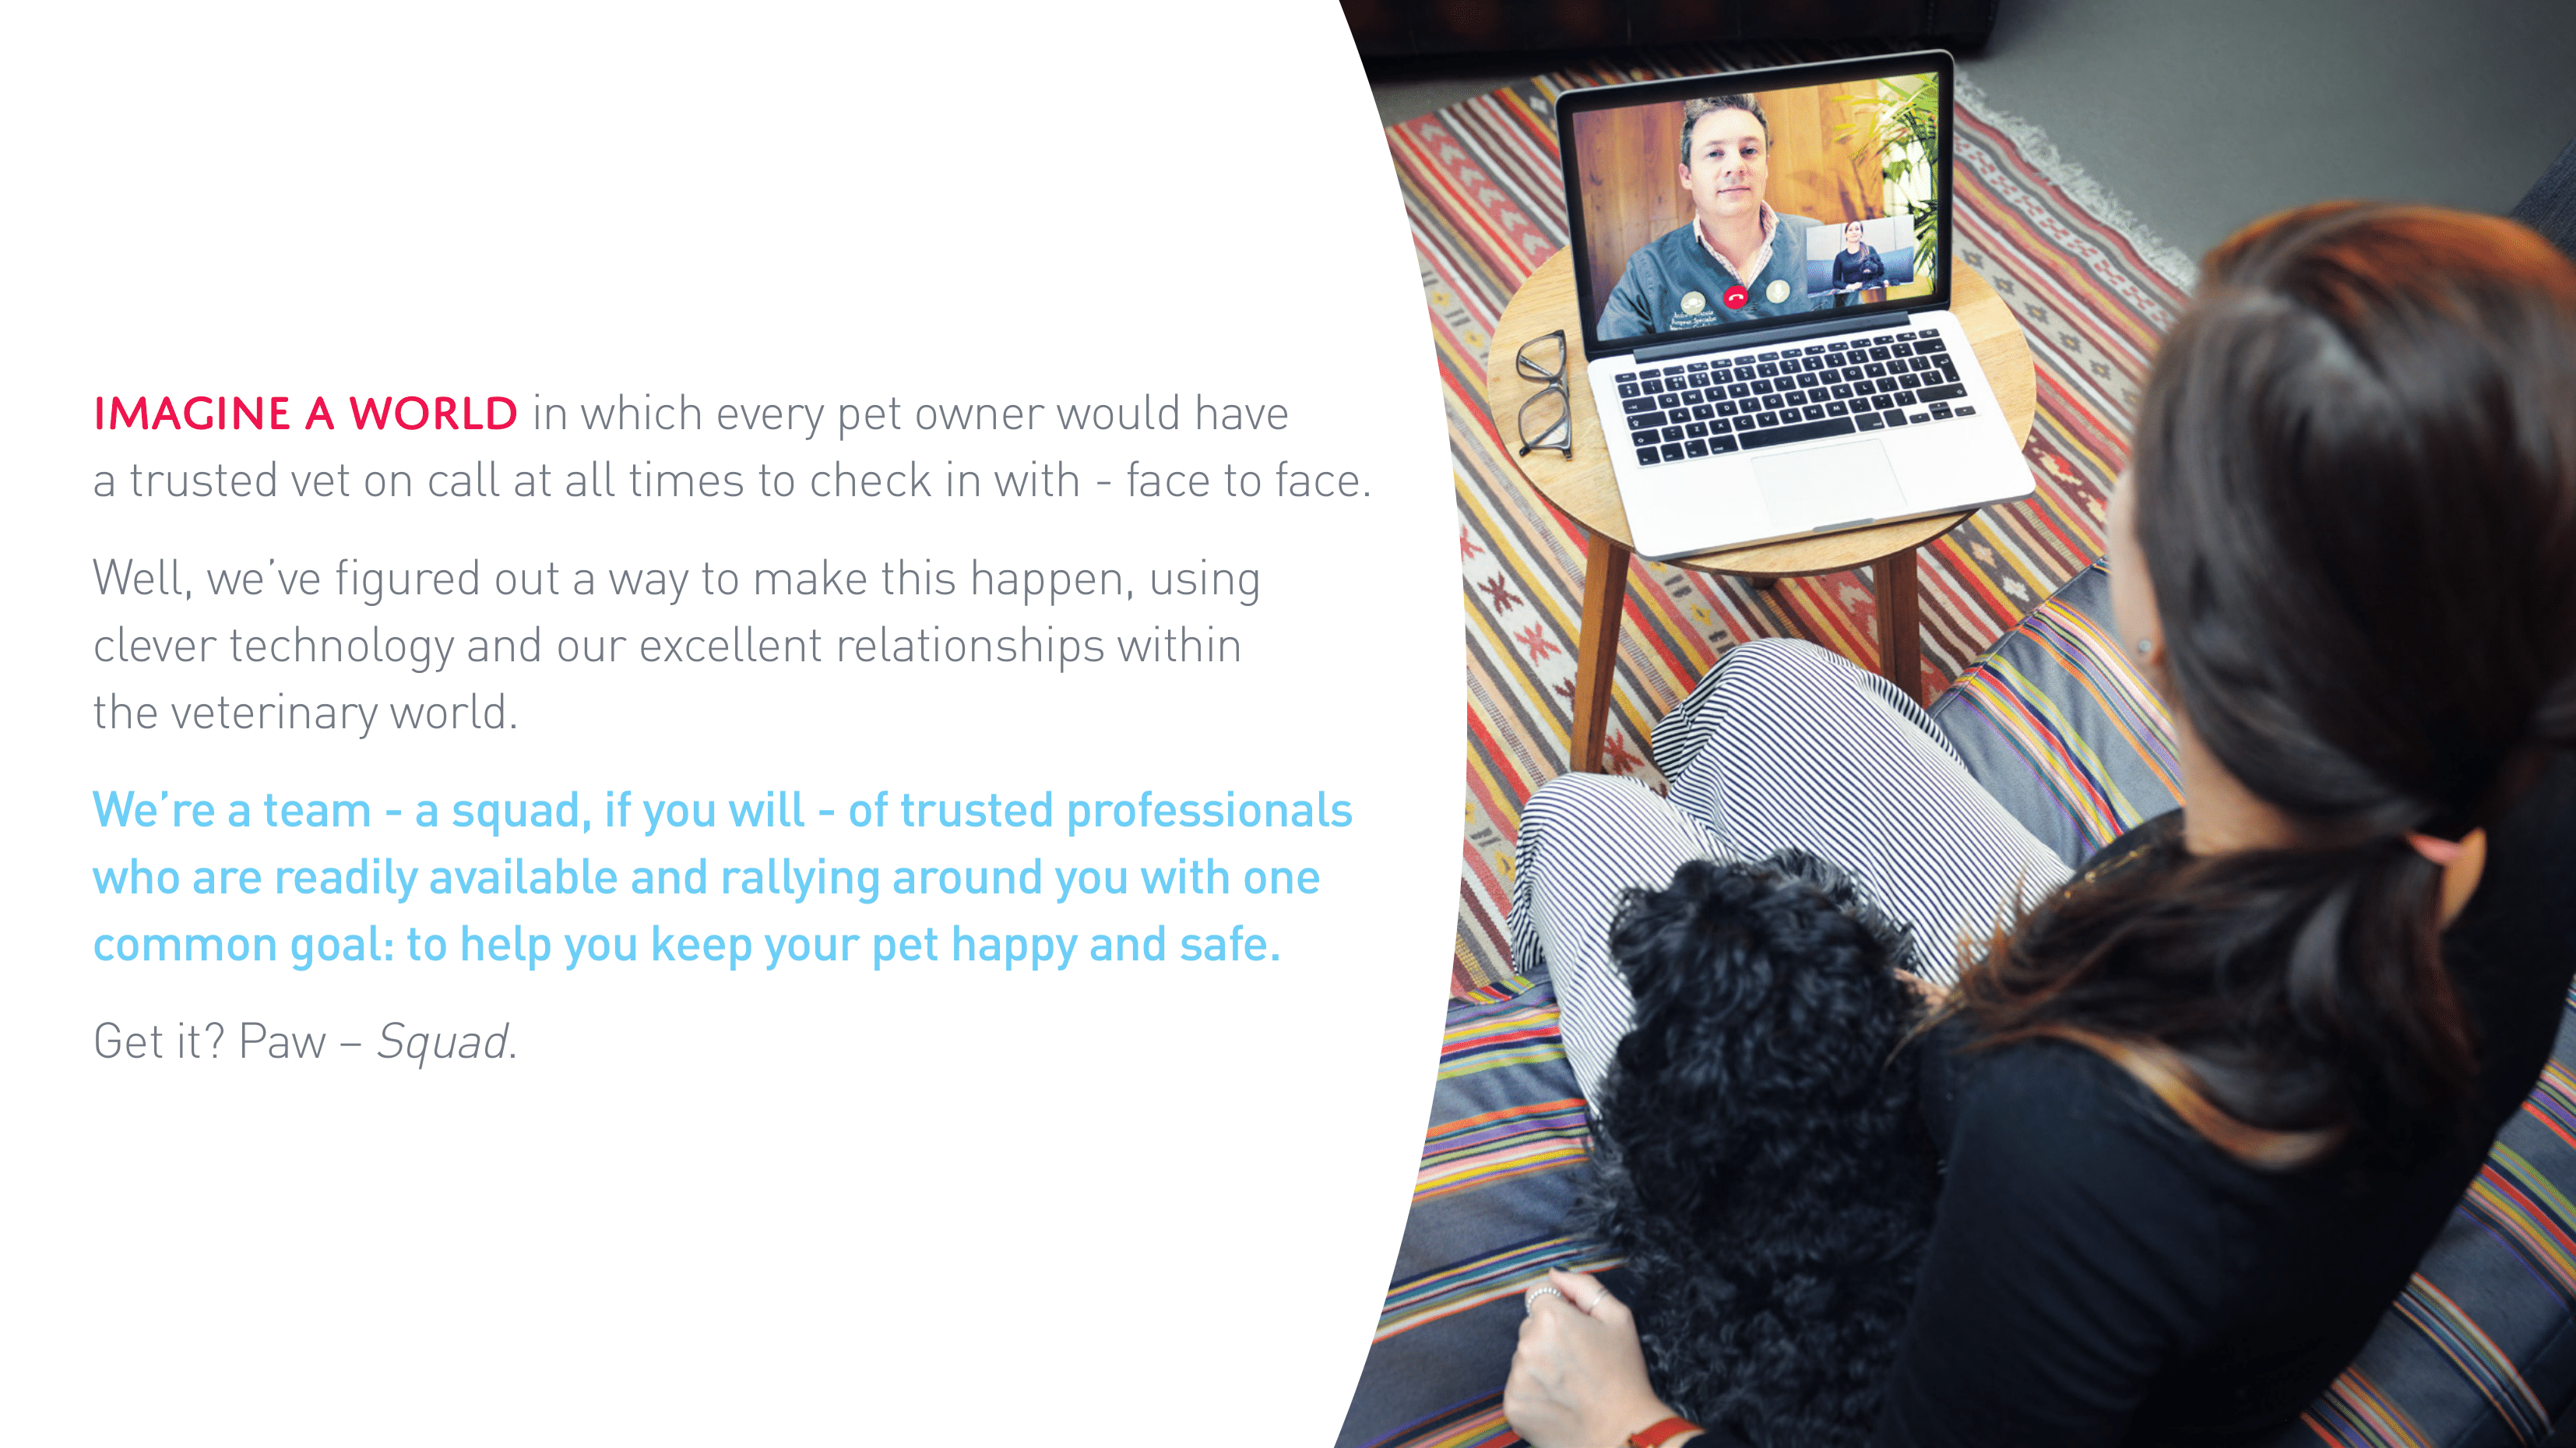 IMAGINE A WORLD in which every pet owner would have
a trusted vet on call at all times to check in with - face to face.
Well, we’ve figured out a way to make this happen, using
clever technology and our excellent relationships within
the veterinary world.
We’re a team - a squad, if you will - of trusted professionals
who are readily available and rallying around you with one
common goal: to help you keep your pet happy and safe.
Get it? Paw – Squad.